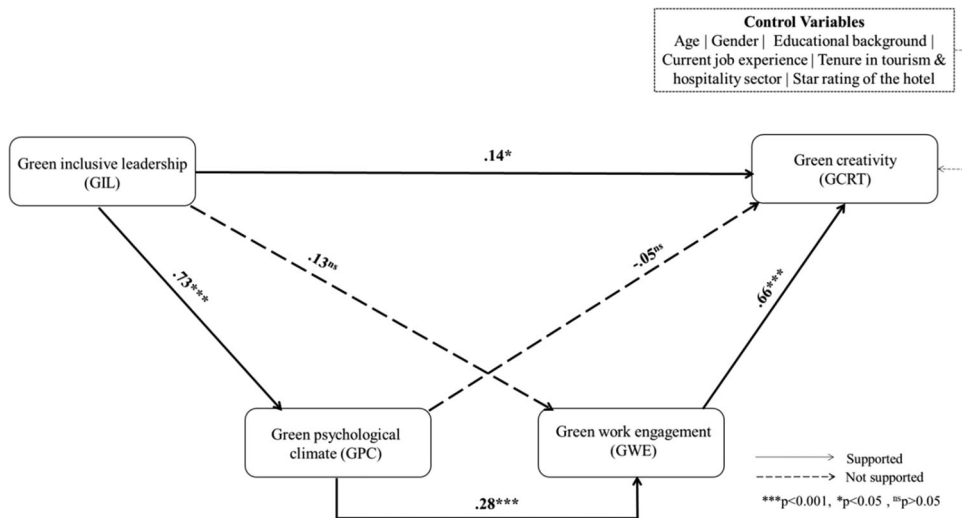 Control Variables
Age | Gender | Educational background |
Current job experience | Tenure in tourism &
hospitality sector | Star rating of the hotel
Green inclusive leadership
(GIL)
.14*
Green creativity
(GCRT)
.73***
.13ns
-.05ns
.66***
Green psychological
climate (GPC)
Green work engagement
(GWE)
.28***
Supported
Not supported
***p<0.001, *p<0.05 , nsp>0.05